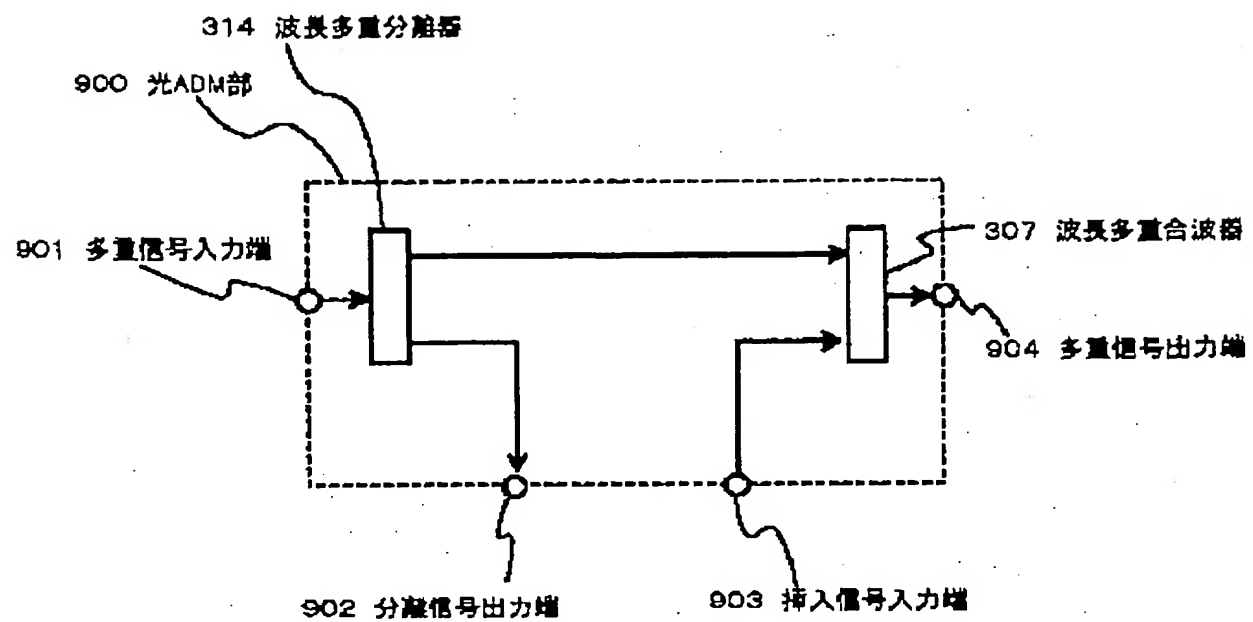 314 波長多重分離器
900 光ADM部
901 多重信号入力端
307 波長多重合波器
904 多重信号出力端
902 分離信号出力端
903 挿入信号入力端